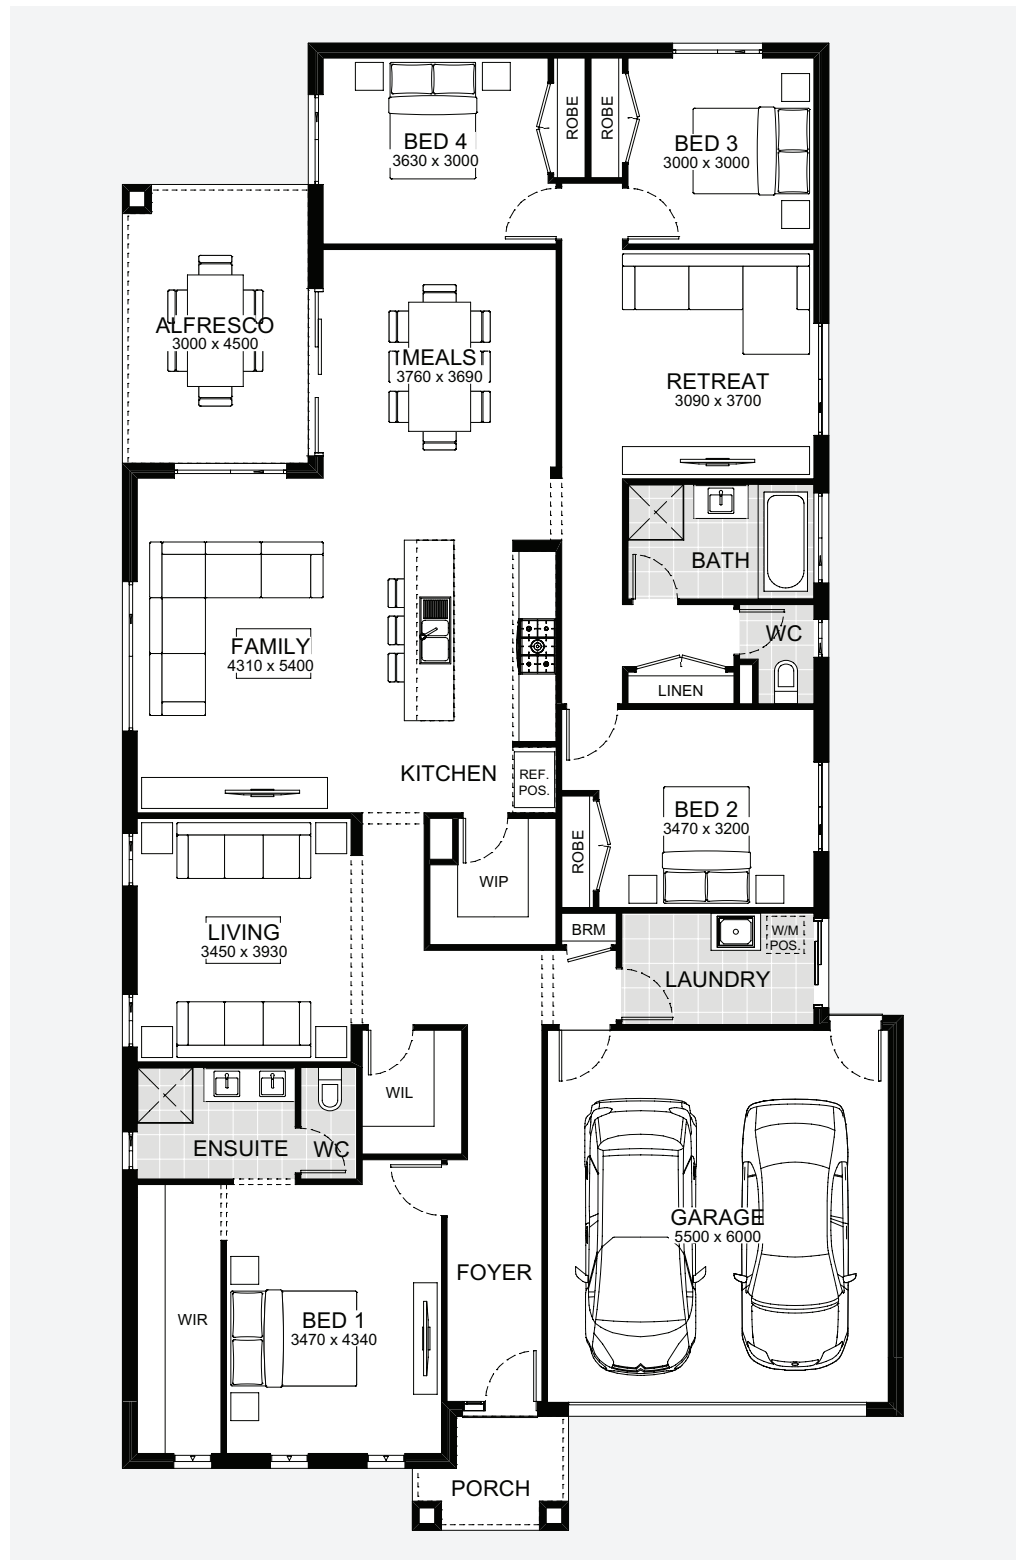 BED 4
3630 x 3000
ROBE
ROBE
BED 3
3000 x 3000
ALFRESCO
3000 x 4500
MEALS
3760 x 3690
RETREAT
3090 x 3700
BATH
WC
FAMILY
4310 x 5400
LINEN
KITCHEN
REF.
POS.
BED 2
3470 x 3200
ROBE
WIP
LIVING
3450 x 3930
BRM
W/M
POS.
LAUNDRY
WIL
ENSUITE
WC
GARAGE
5500 x 6000
FOYER
WIR
BED 1
3470 x 4340
PORCH